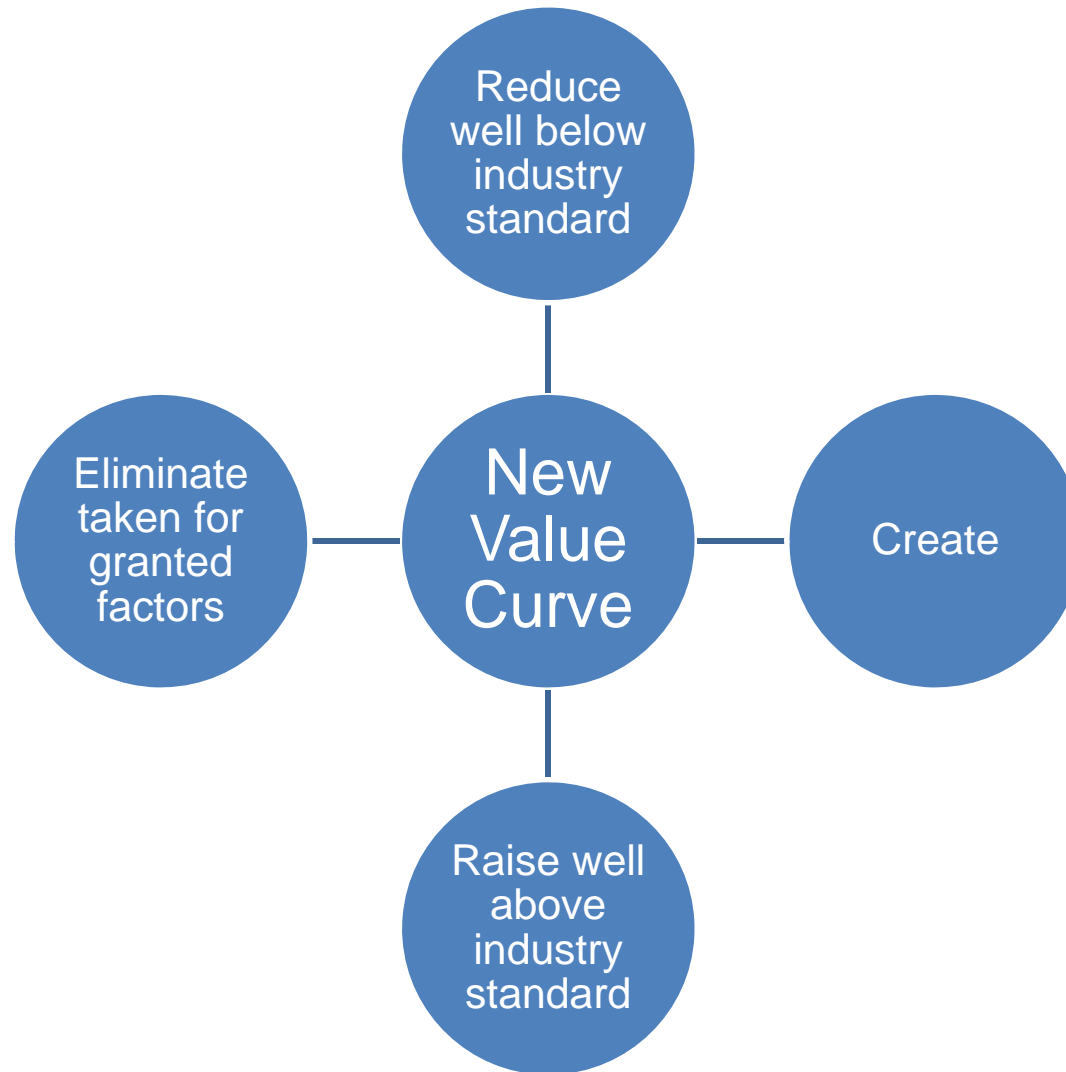 Reduce
well below
industry
standard
Eliminate
taken for
granted
factors
New
Value
Curve
Create
Raise well
above
industry
standard